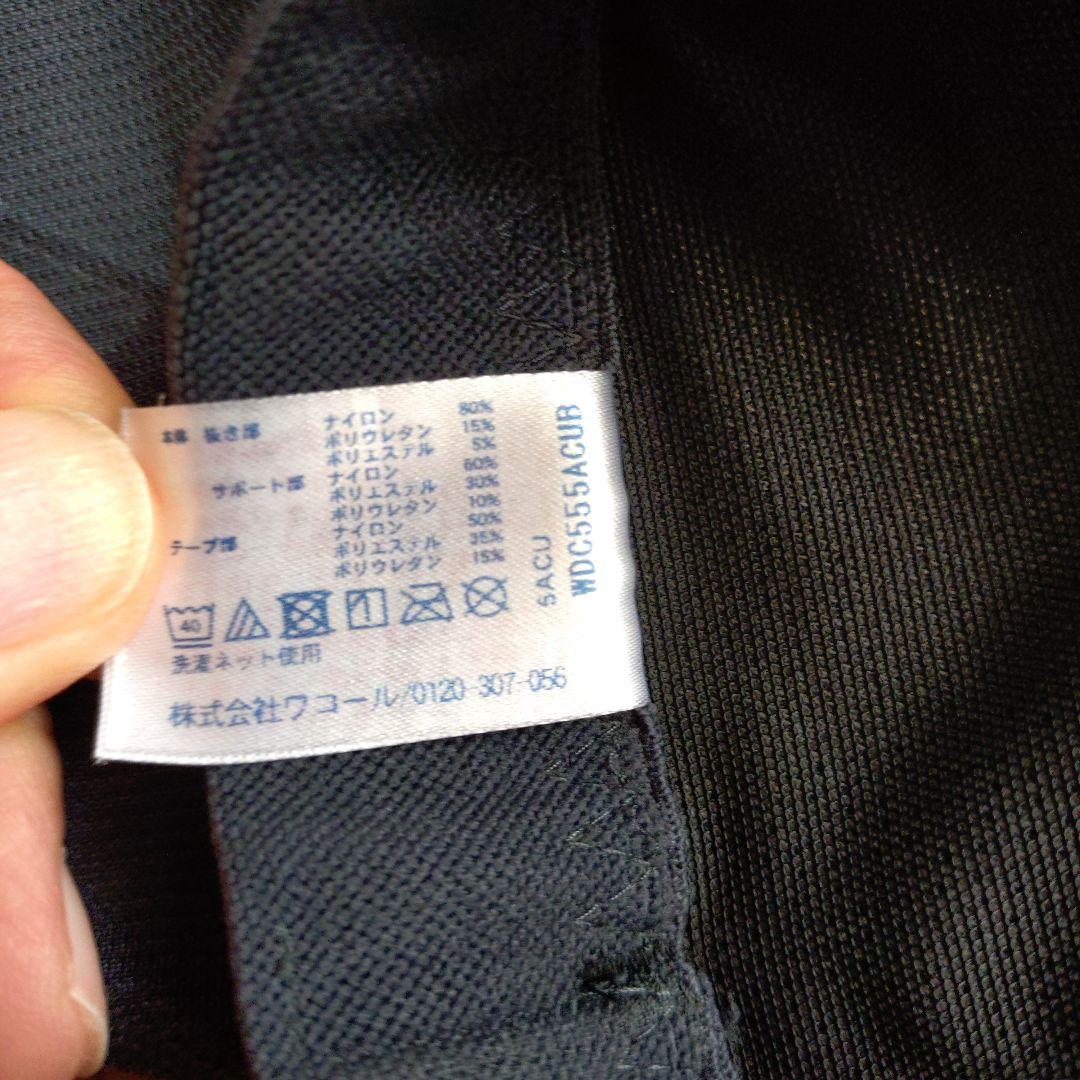 本体 抜き部 ナイロン 80%
ポリウレタン 15%
ポリエステル 5%
サポート部 ナイロン 60%
ポリエステル 30%
ポリウレタン 10%
テープ部 ナイロン 50%
ポリエステル 35%
ポリウレタン 15%
40
洗濯ネット使用
株式会社ワコール/0120-307-056
5ACU
WDC555ACUB